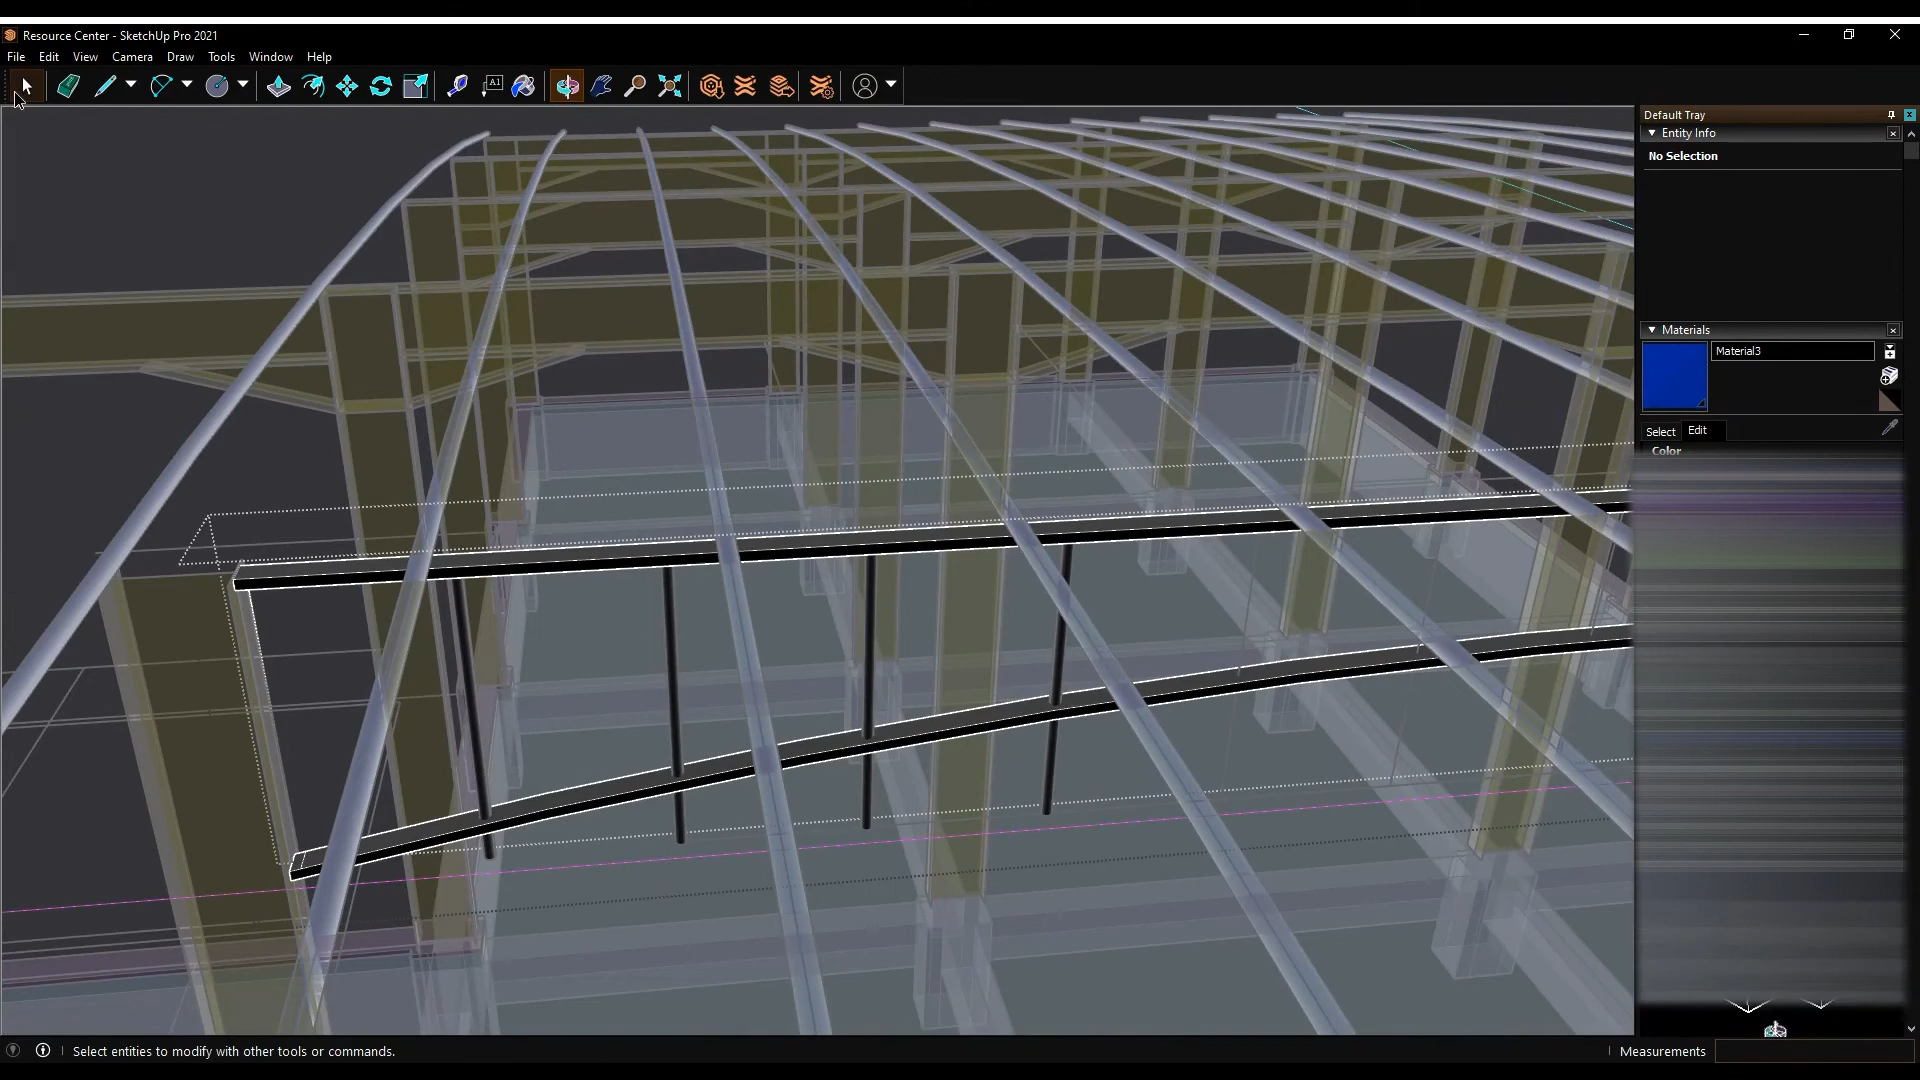 Resource Center - SketchUp Pro 2021
File Edit View Camera Draw Tools Window Help
A1
Default Tray
Entity Info
No Selection
Materials
Material3
Select Edit
Color
Select entities to modify with other tools or commands.
Measurements